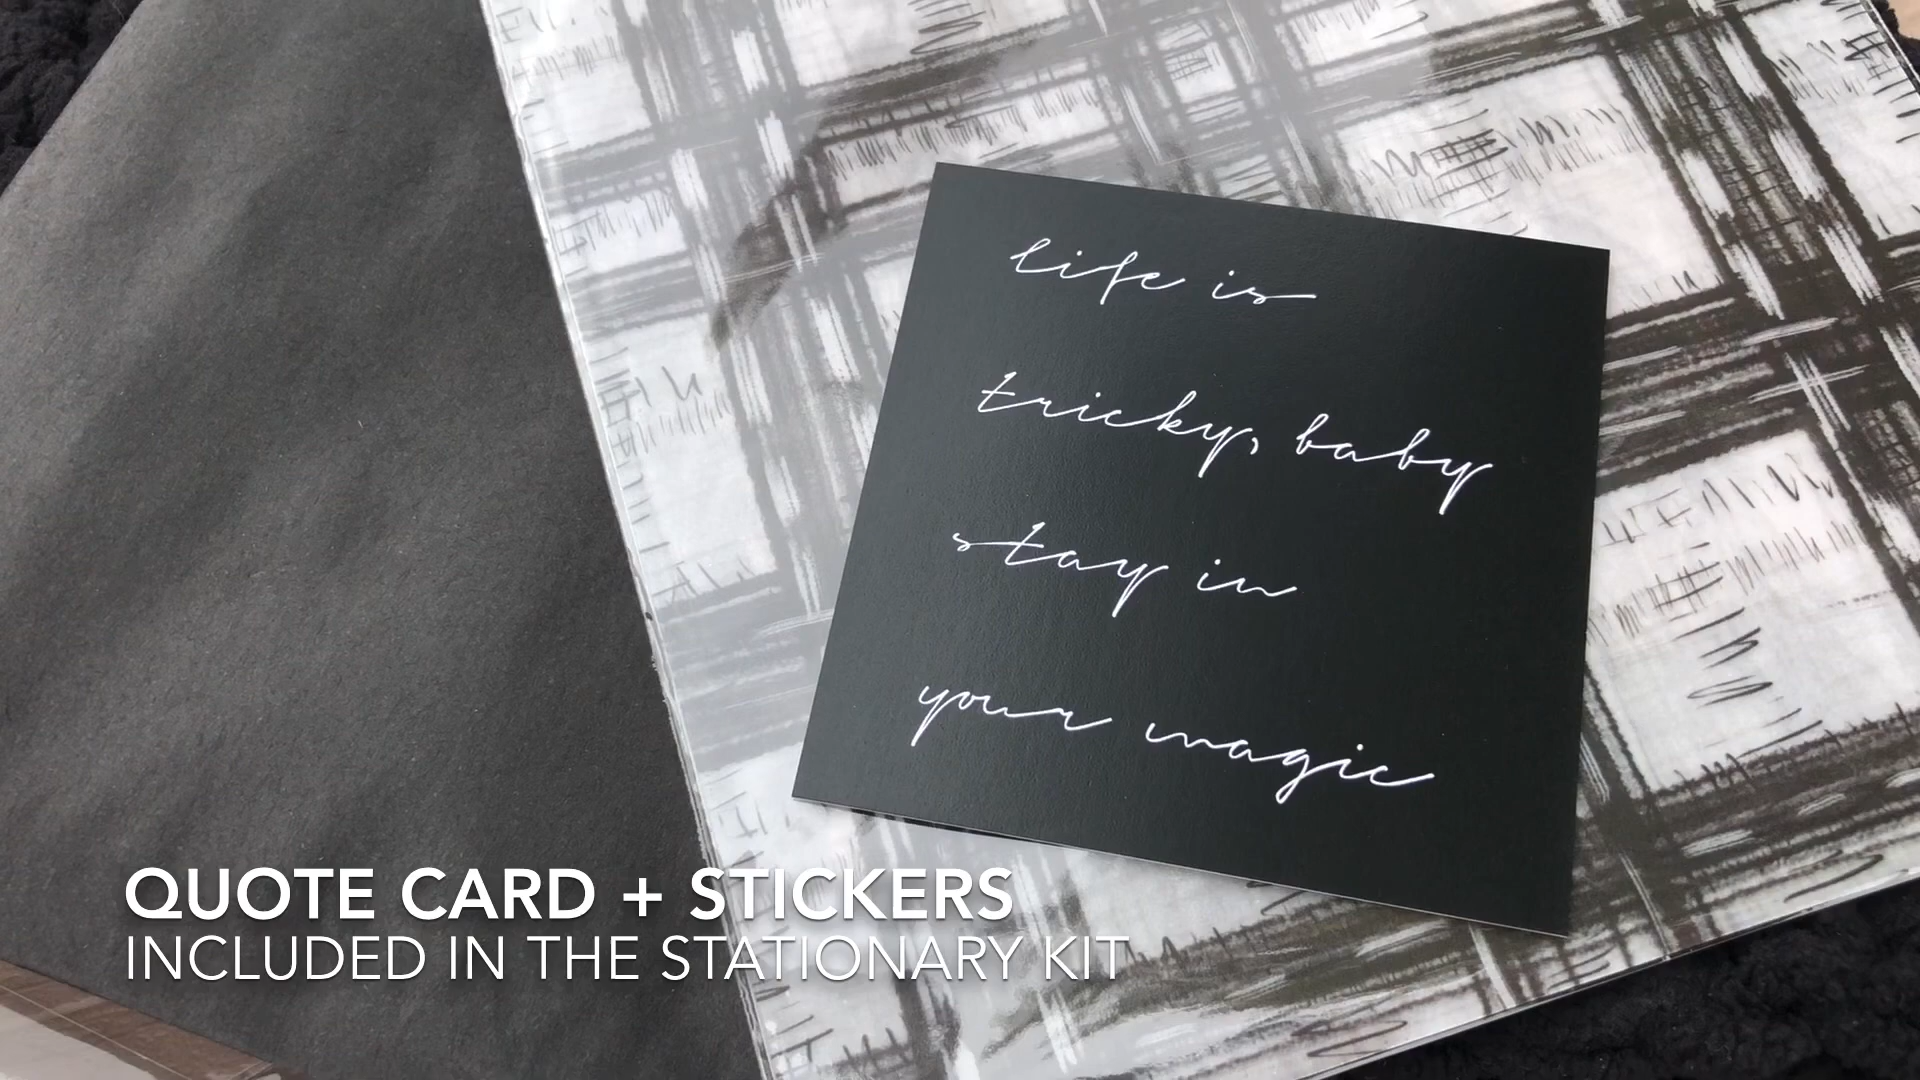 life is
tricky, baby
stay in
your magic
QUOTE CARD + STICKERS
INCLUDED IN THE STATIONARY KIT